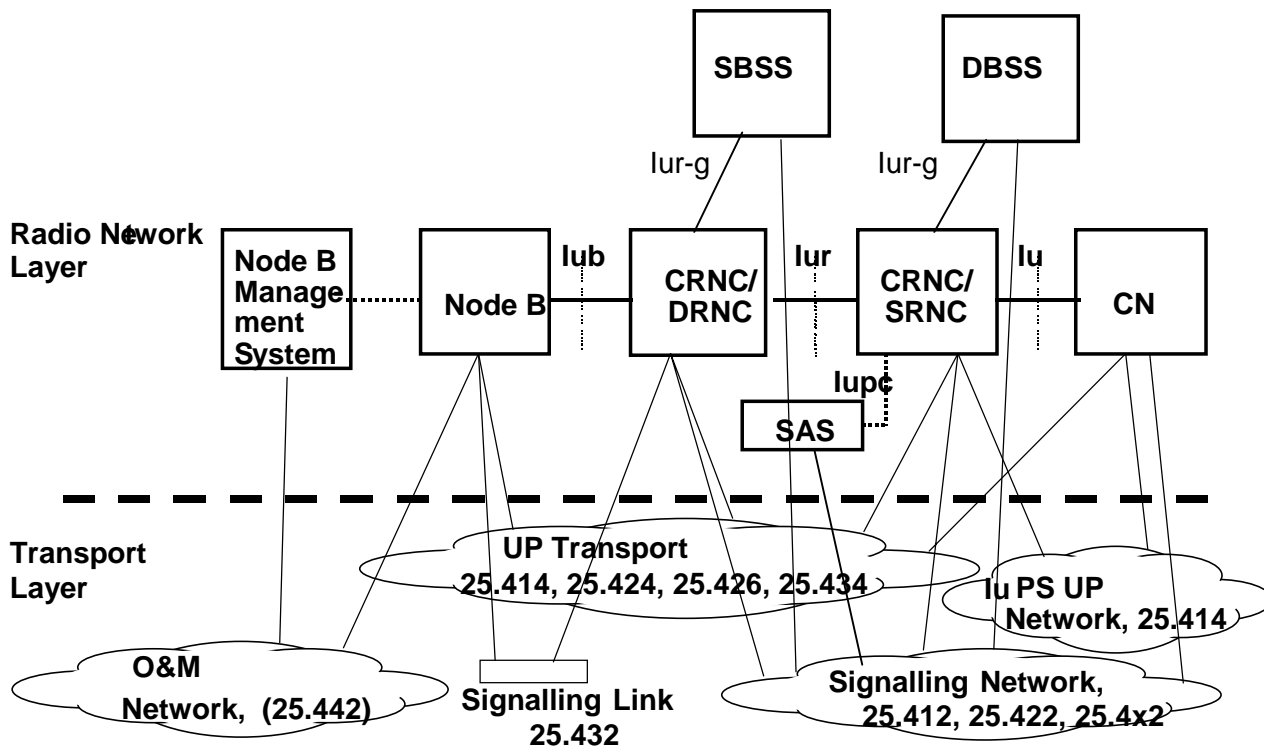 SBSS
DBSS
Iur-g
Iur-g
Radio Network
Layer
Node B
Manage
ment
System
Node B
Iub
CRNC/
DRNC
Iur
CRNC/
SRNC
Iu
CN
Iupc
SAS
Transport
Layer
UP Transport
25.414, 25.424, 25.426, 25.434
Iu PS UP
Network, 25.414
O&M
Network, (25.442)
Signalling Link
25.432
Signalling Network,
25.412, 25.422, 25.4x2